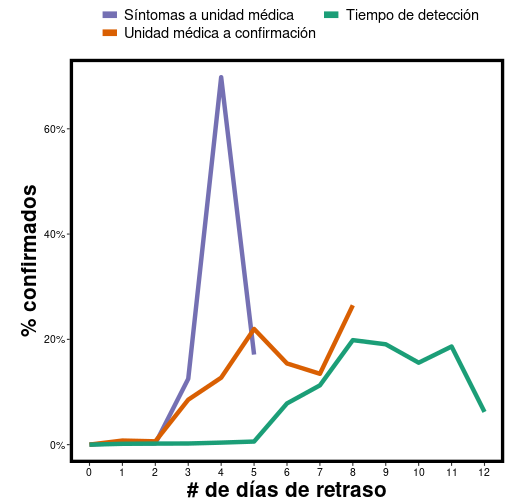 Síntomas a unidad médica Tiempo de detección
Unidad médica a confirmación
% confirmados
60%
40%
20%
0%
0 1 2 3 4 5 6 7 8 9 10 11 12
# de días de retraso